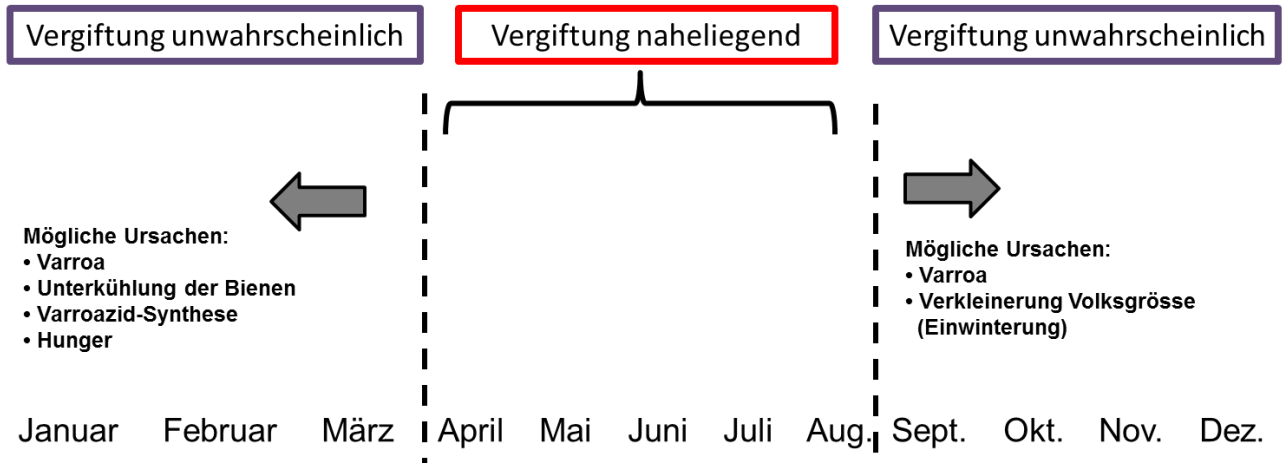 Vergiftung unwahrscheinlich
Vergiftung naheliegend
Vergiftung unwahrscheinlich
Mögliche Ursachen:
• Varroa
• Unterkühlung der Bienen
• Varroazid-Synthese
• Hunger
Mögliche Ursachen:
• Varroa
• Verkleinerung Volksgrösse
(Einwinterung)
Januar Februar März April Mai Juni Juli Aug. Sept. Okt. Nov. Dez.